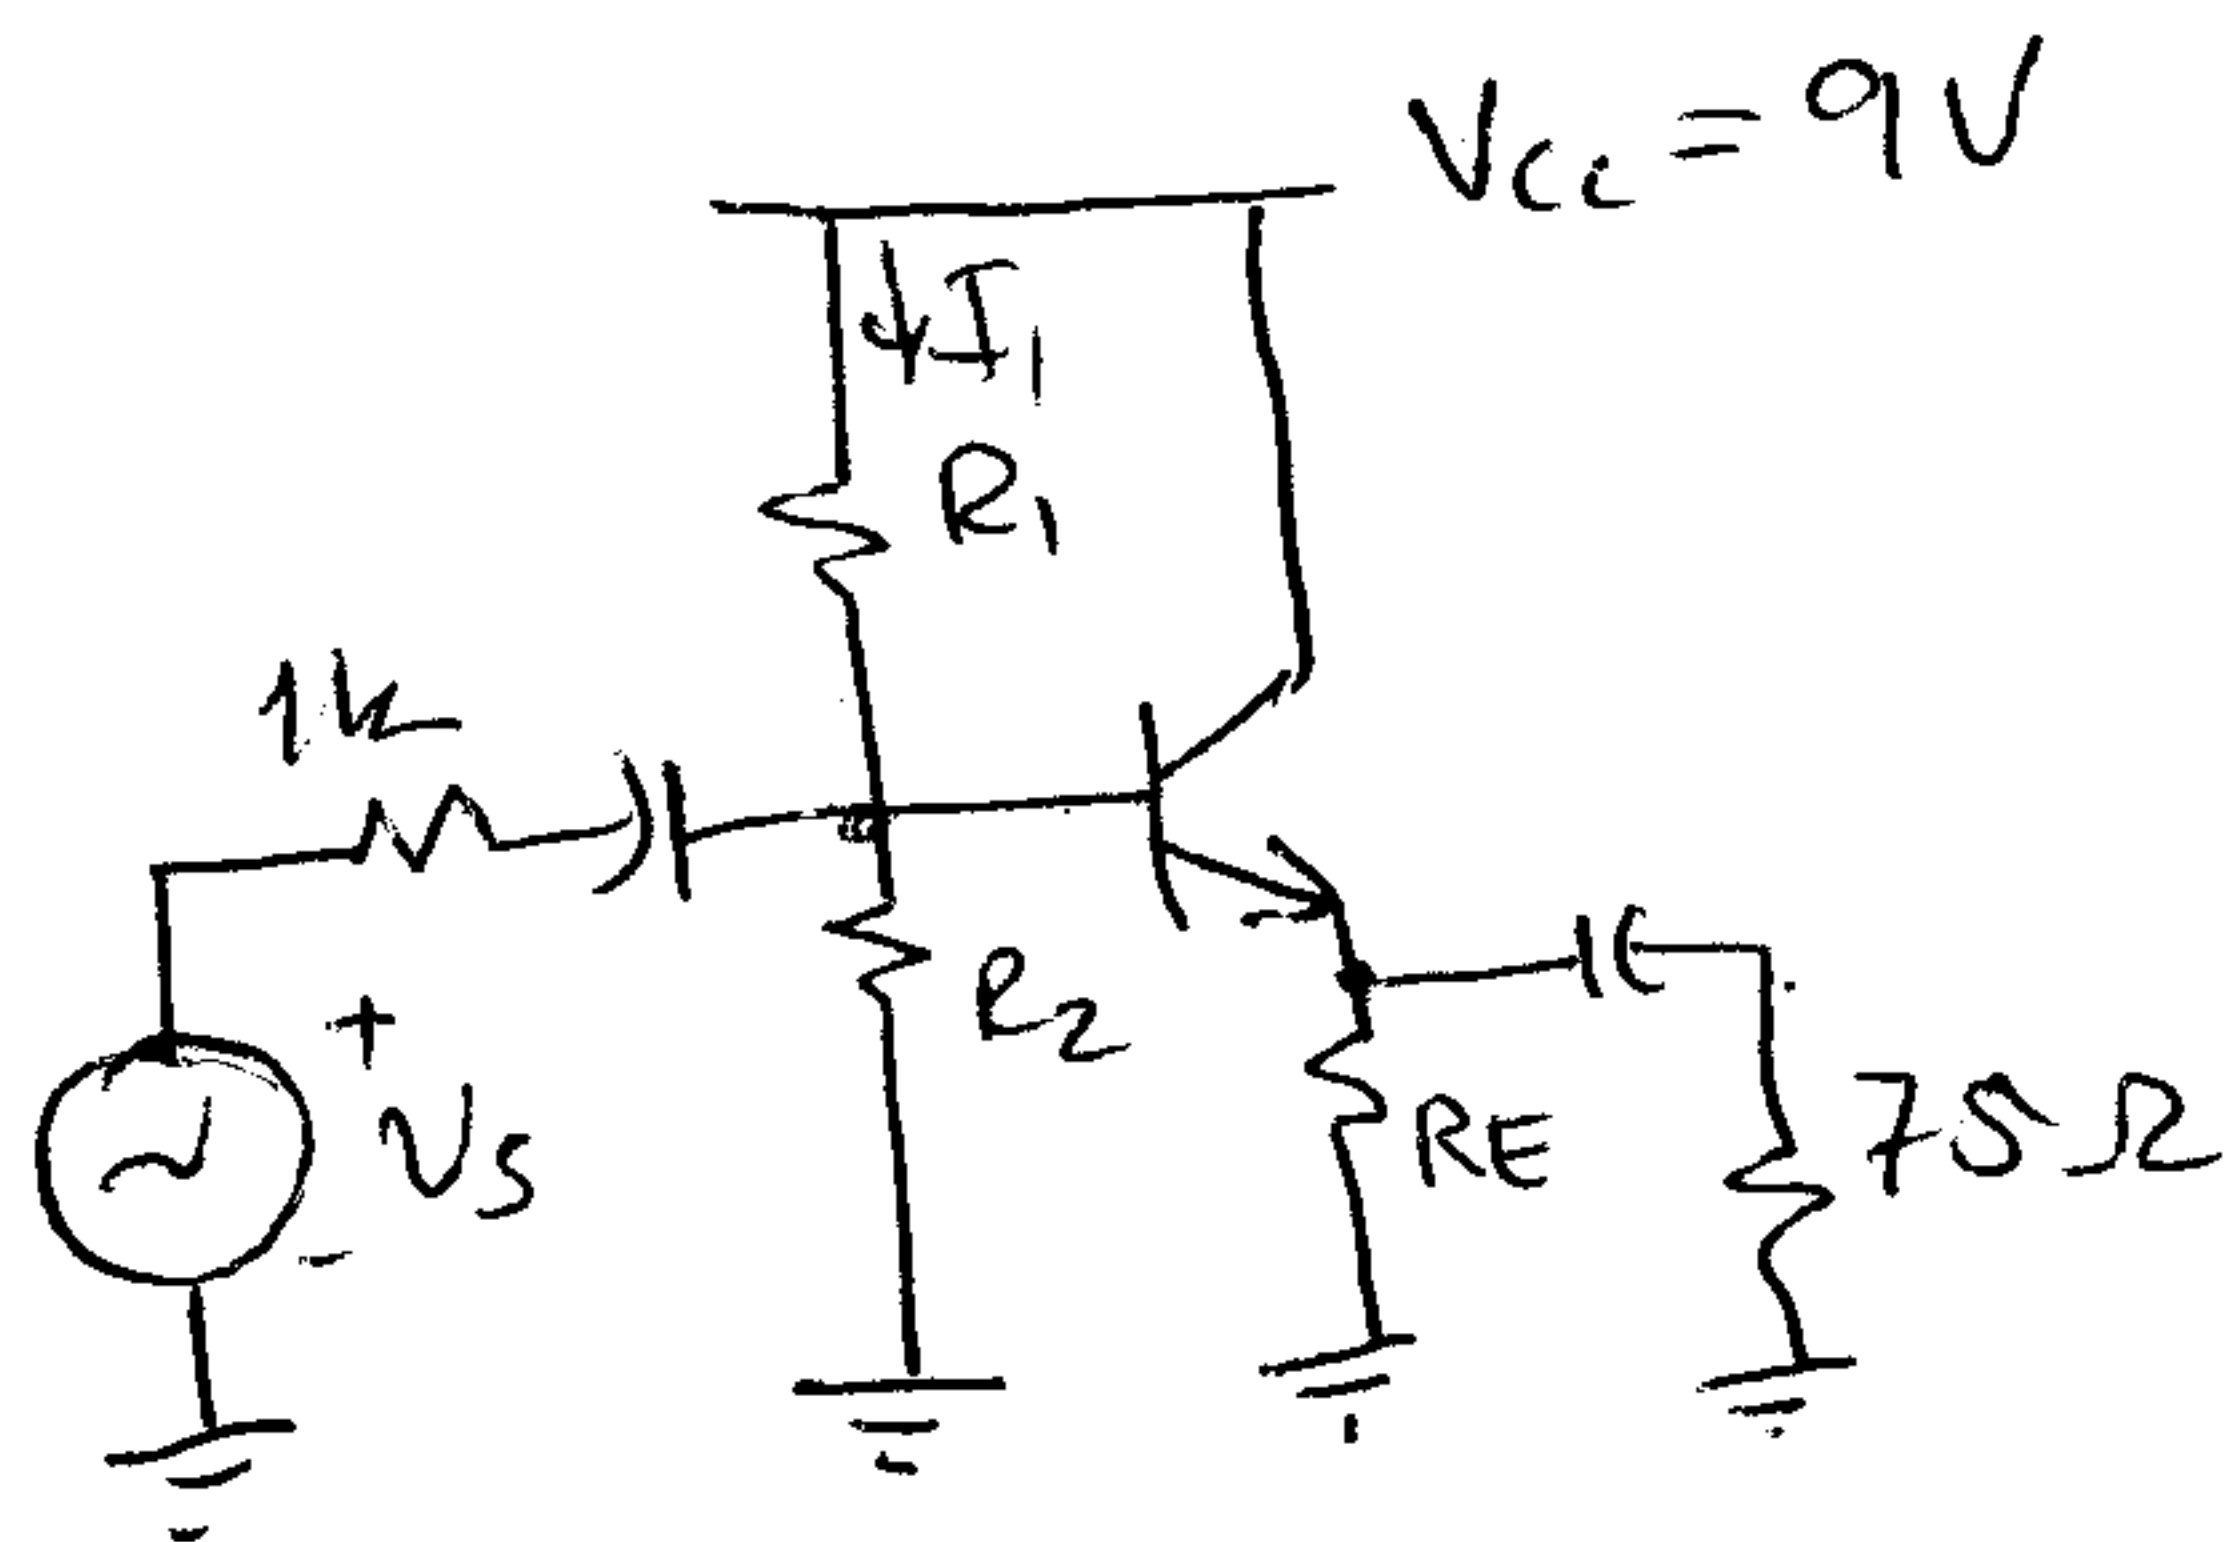 Vcc = 9V
I1
R1
1k
R2
+
Vs
-
RE
75Ω